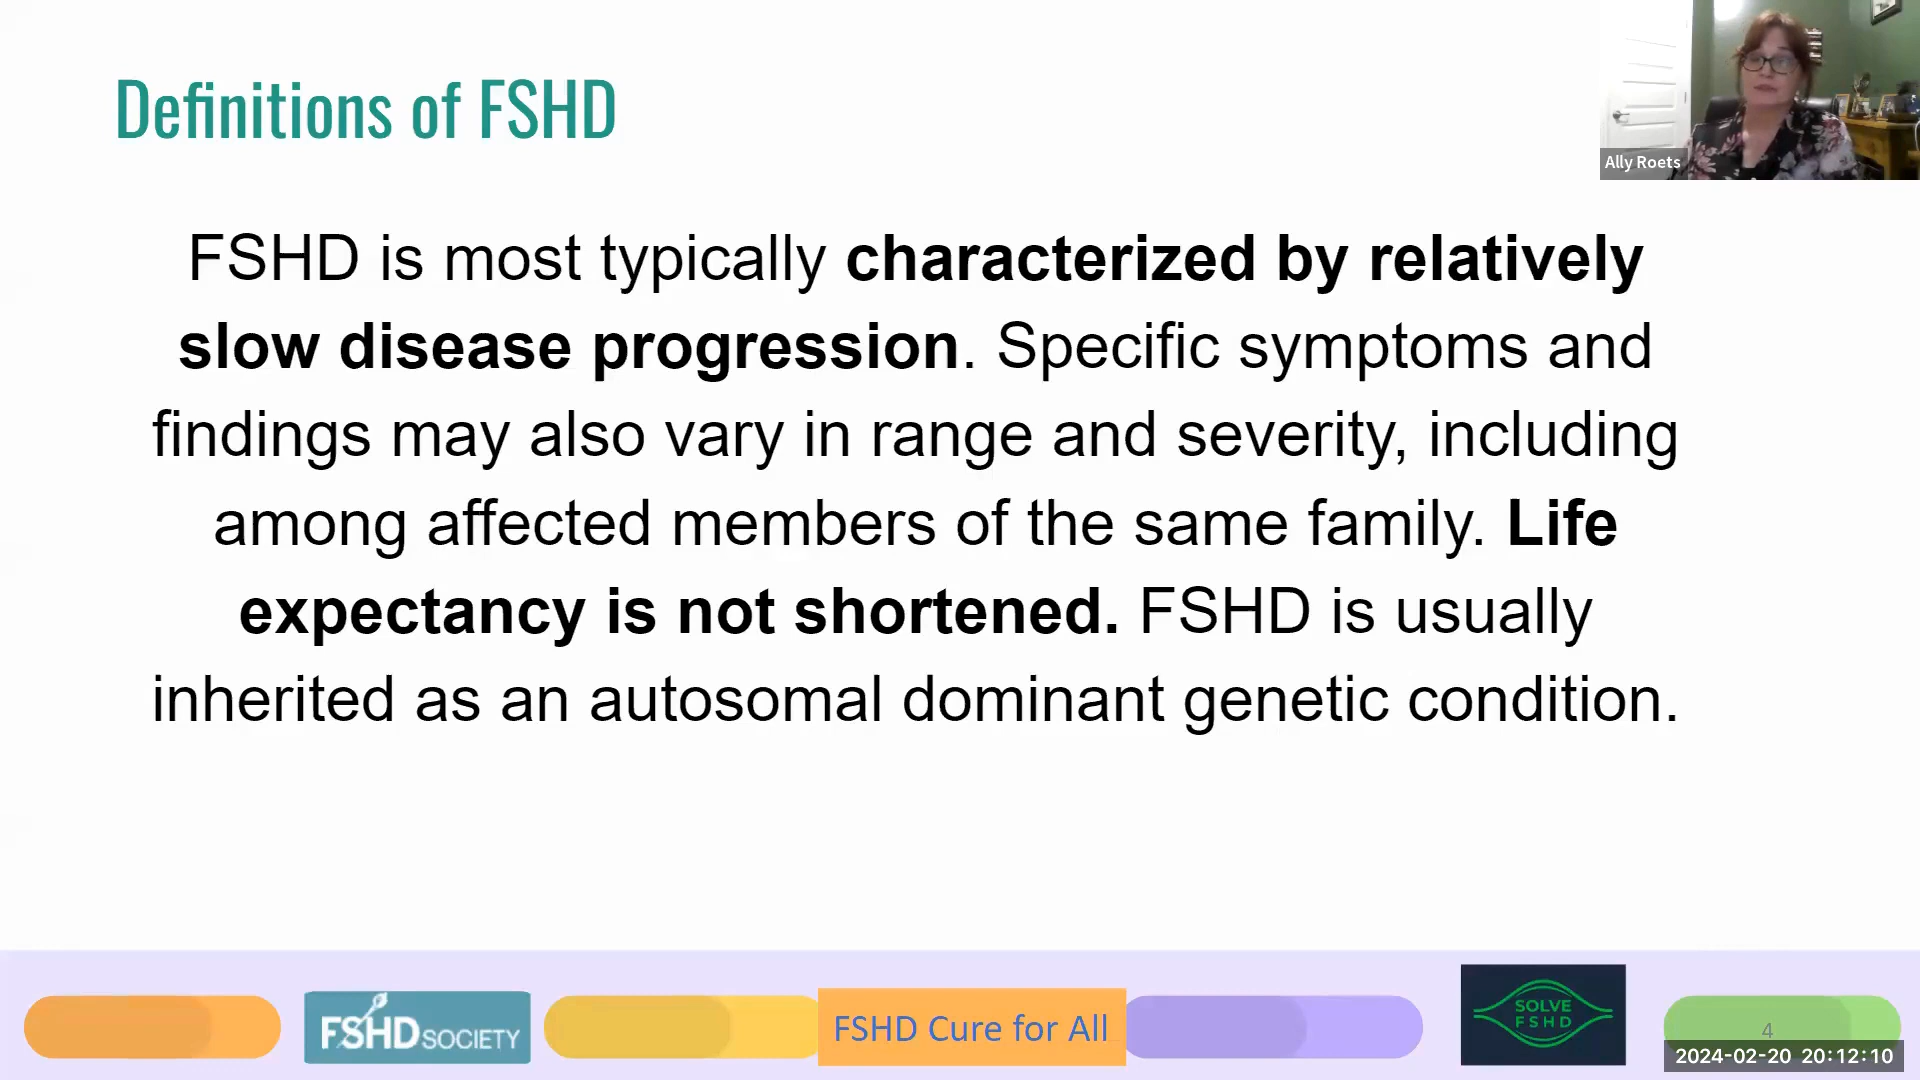 Definitions of FSHD
Ally Roets
FSHD is most typically characterized by relatively
slow disease progression. Specific symptoms and
findings may also vary in range and severity, including
among affected members of the same family. Life
expectancy is not shortened. FSHD is usually
inherited as an autosomal dominant genetic condition.
FSHD SOCIETY
FSHD Cure for All
SOLVE
FSHD
4
2024-02-20 20:12:10